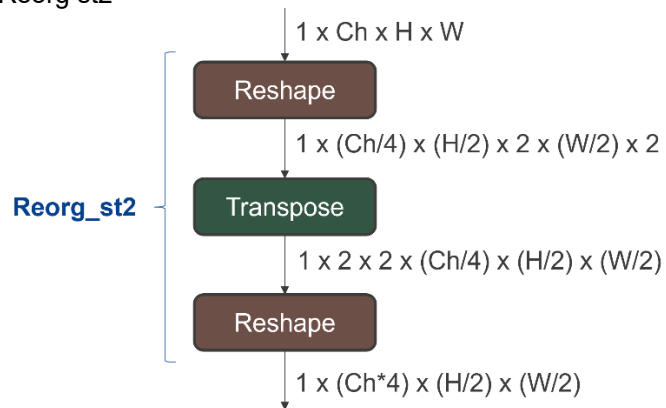 Reorg st2
1 x Ch x H x W
Reshape
1 x (Ch/4) x (H/2) x 2 x (W/2) x 2
Reorg_st2
Transpose
1 x 2 x 2 x (Ch/4) x (H/2) x (W/2)
Reshape
1 x (Ch*4) x (H/2) x (W/2)